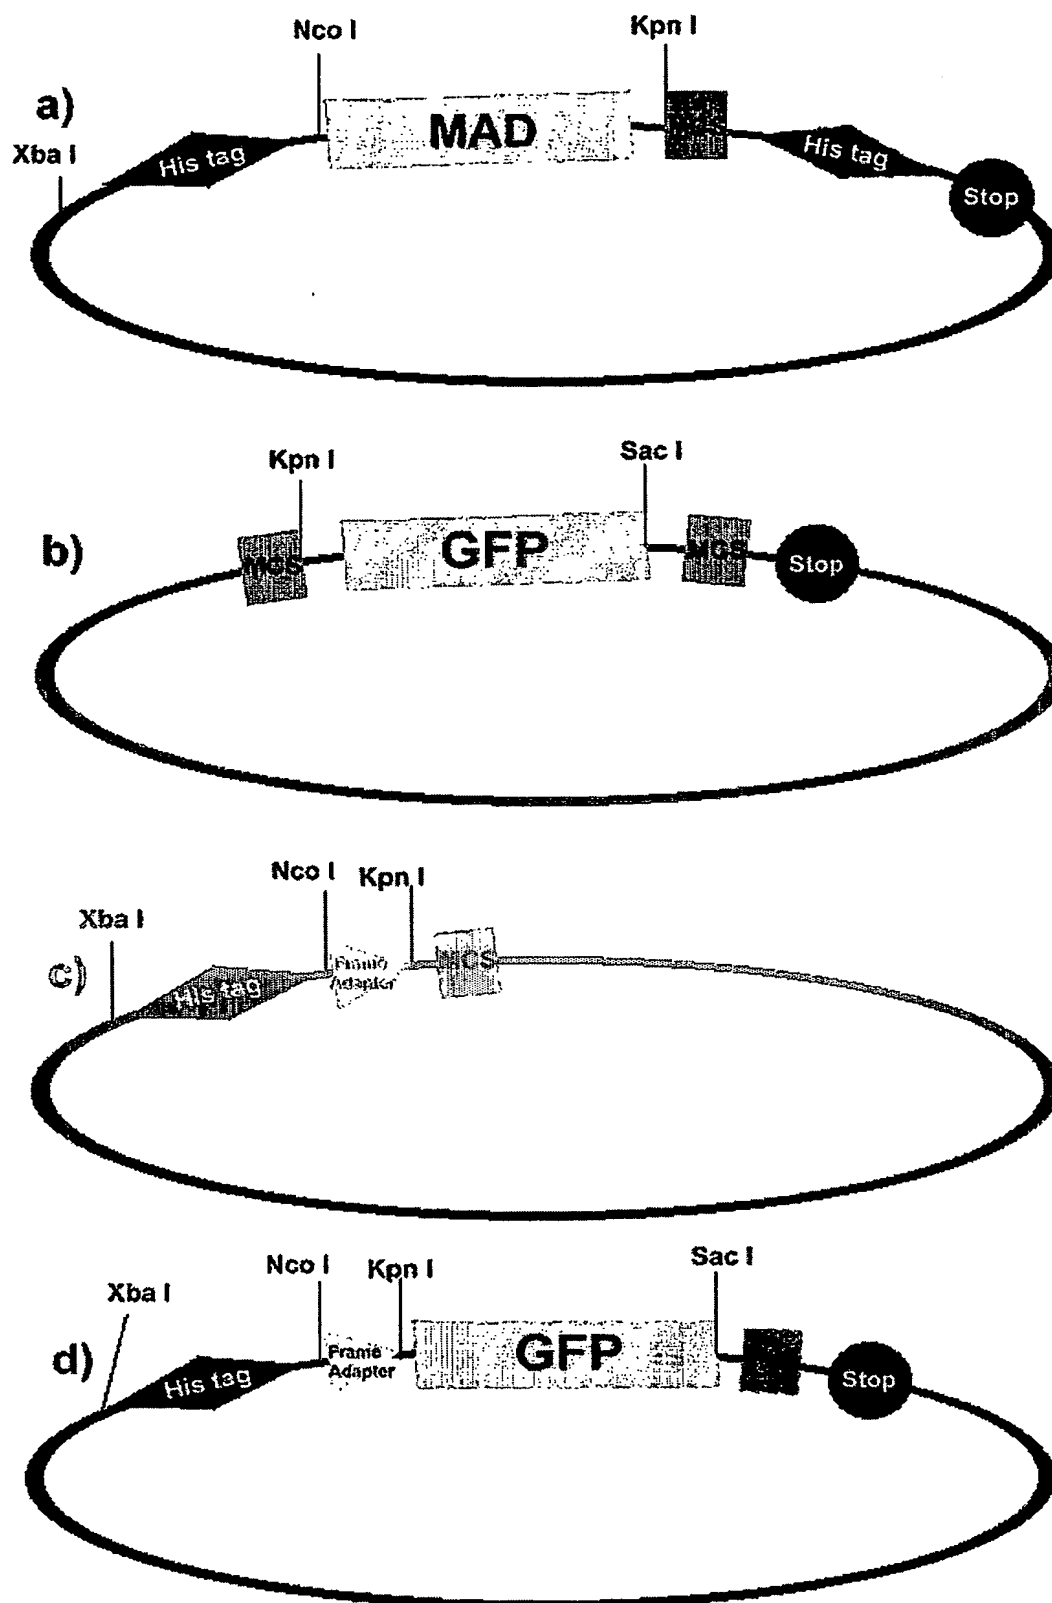 Nco I
Kpn I
a)
MAD
Xba I
His tag
His tag
Stop
Kpn I
Sac I
b)
MCS
GFP
MCS
Stop
Nco I
Kpn I
Xba I
c)
His tag
Frame
Adapter
MCS
Nco I
Kpn I
Sac I
Xba I
d)
His tag
Frame
Adapter
GFP
Stop